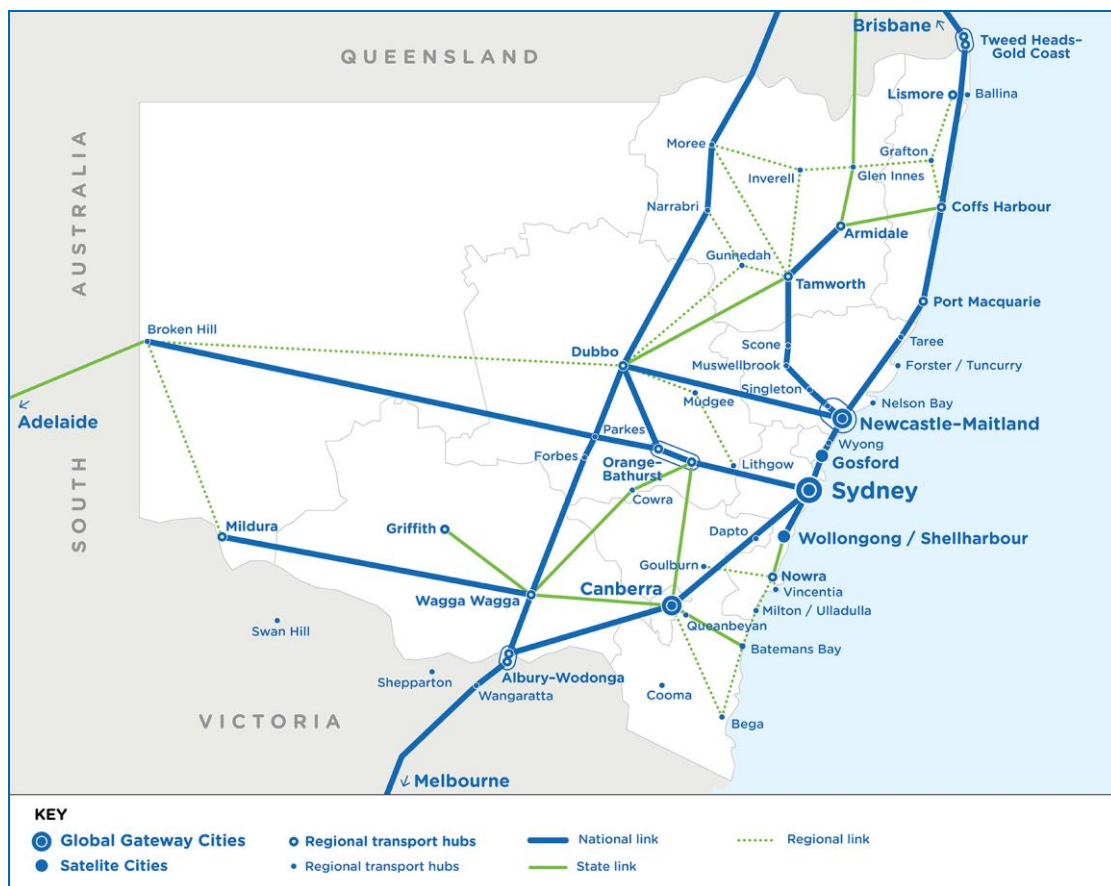 Brisbane
QUEENSLAND
Tweed Heads–
Gold Coast
Lismore
Ballina
AUSTRALIA
Moree
Grafton
Inverell
Glen Innes
Narrabri
Coffs Harbour
Armidale
Gunnedah
Tamworth
Port Macquarie
Broken Hill
Scone
Taree
Dubbo
Muswellbrook
Forster / Tuncurry
Singleton
Mudgee
Nelson Bay
Adelaide
Newcastle–Maitland
Parkes
Wyong
Forbes
Orange–
Bathurst
Lithgow
Gosford
SOUTH
Cowra
Sydney
Mildura
Griffith
Dapto
Wollongong / Shellharbour
Goulburn
Nowra
Canberra
Vincentia
Wagga Wagga
Milton / Ulladulla
Queanbeyan
Swan Hill
Batemans Bay
Shepparton
Albury–Wodonga
Wangaratta
Cooma
VICTORIA
Bega
Melbourne
KEY
Global Gateway Cities
Regional transport hubs
National link
Regional link
Satelite Cities
Regional transport hubs
State link